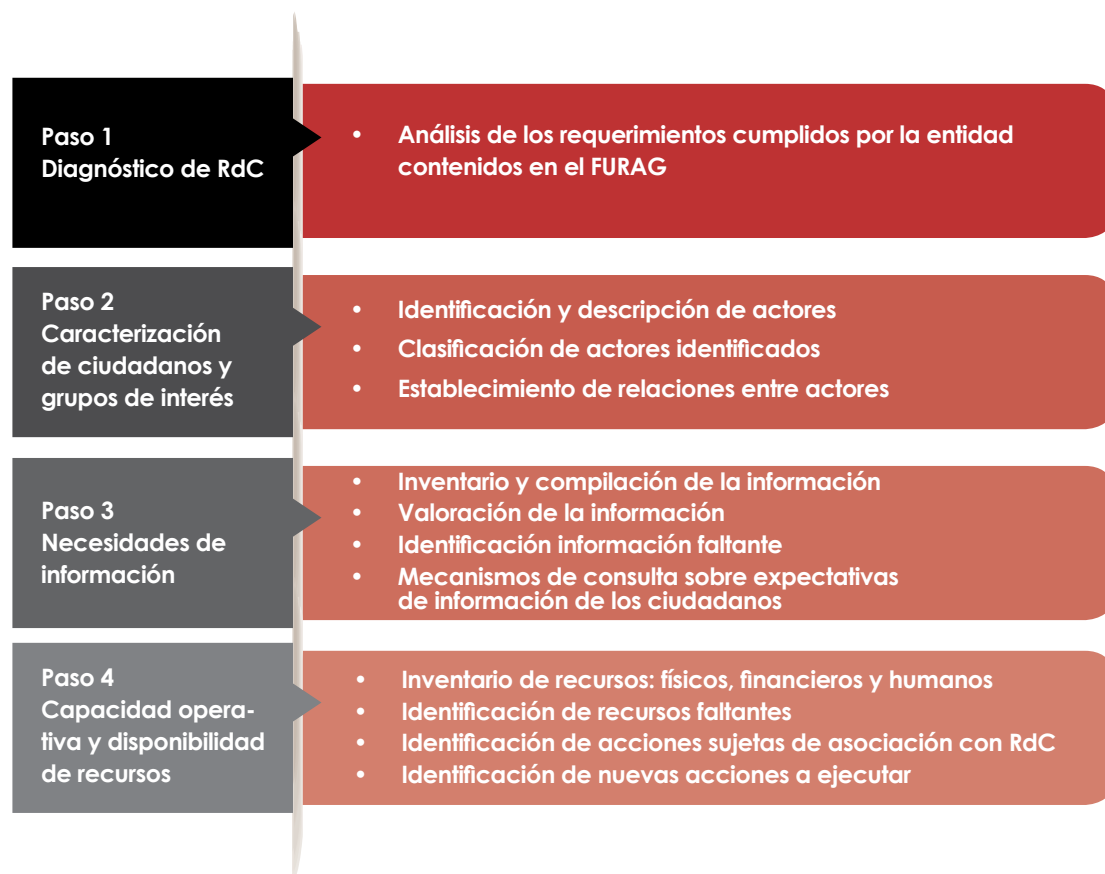 Paso 1
Diagnóstico de RdC
• Análisis de los requerimientos cumplidos por la entidad
contenidos en el FURAG
Paso 2
Caracterización
de ciudadanos y
grupos de interés
• Identificación y descripción de actores
• Clasificación de actores identificados
• Establecimiento de relaciones entre actores
Paso 3
Necesidades de
información
• Inventario y compilación de la información
• Valoración de la información
• Identificación información faltante
• Mecanismos de consulta sobre expectativas
de información de los ciudadanos
Paso 4
Capacidad opera-
tiva y disponibilidad
de recursos
• Inventario de recursos: físicos, financieros y humanos
• Identificación de recursos faltantes
• Identificación de acciones sujetas de asociación con RdC
• Identificación de nuevas acciones a ejecutar